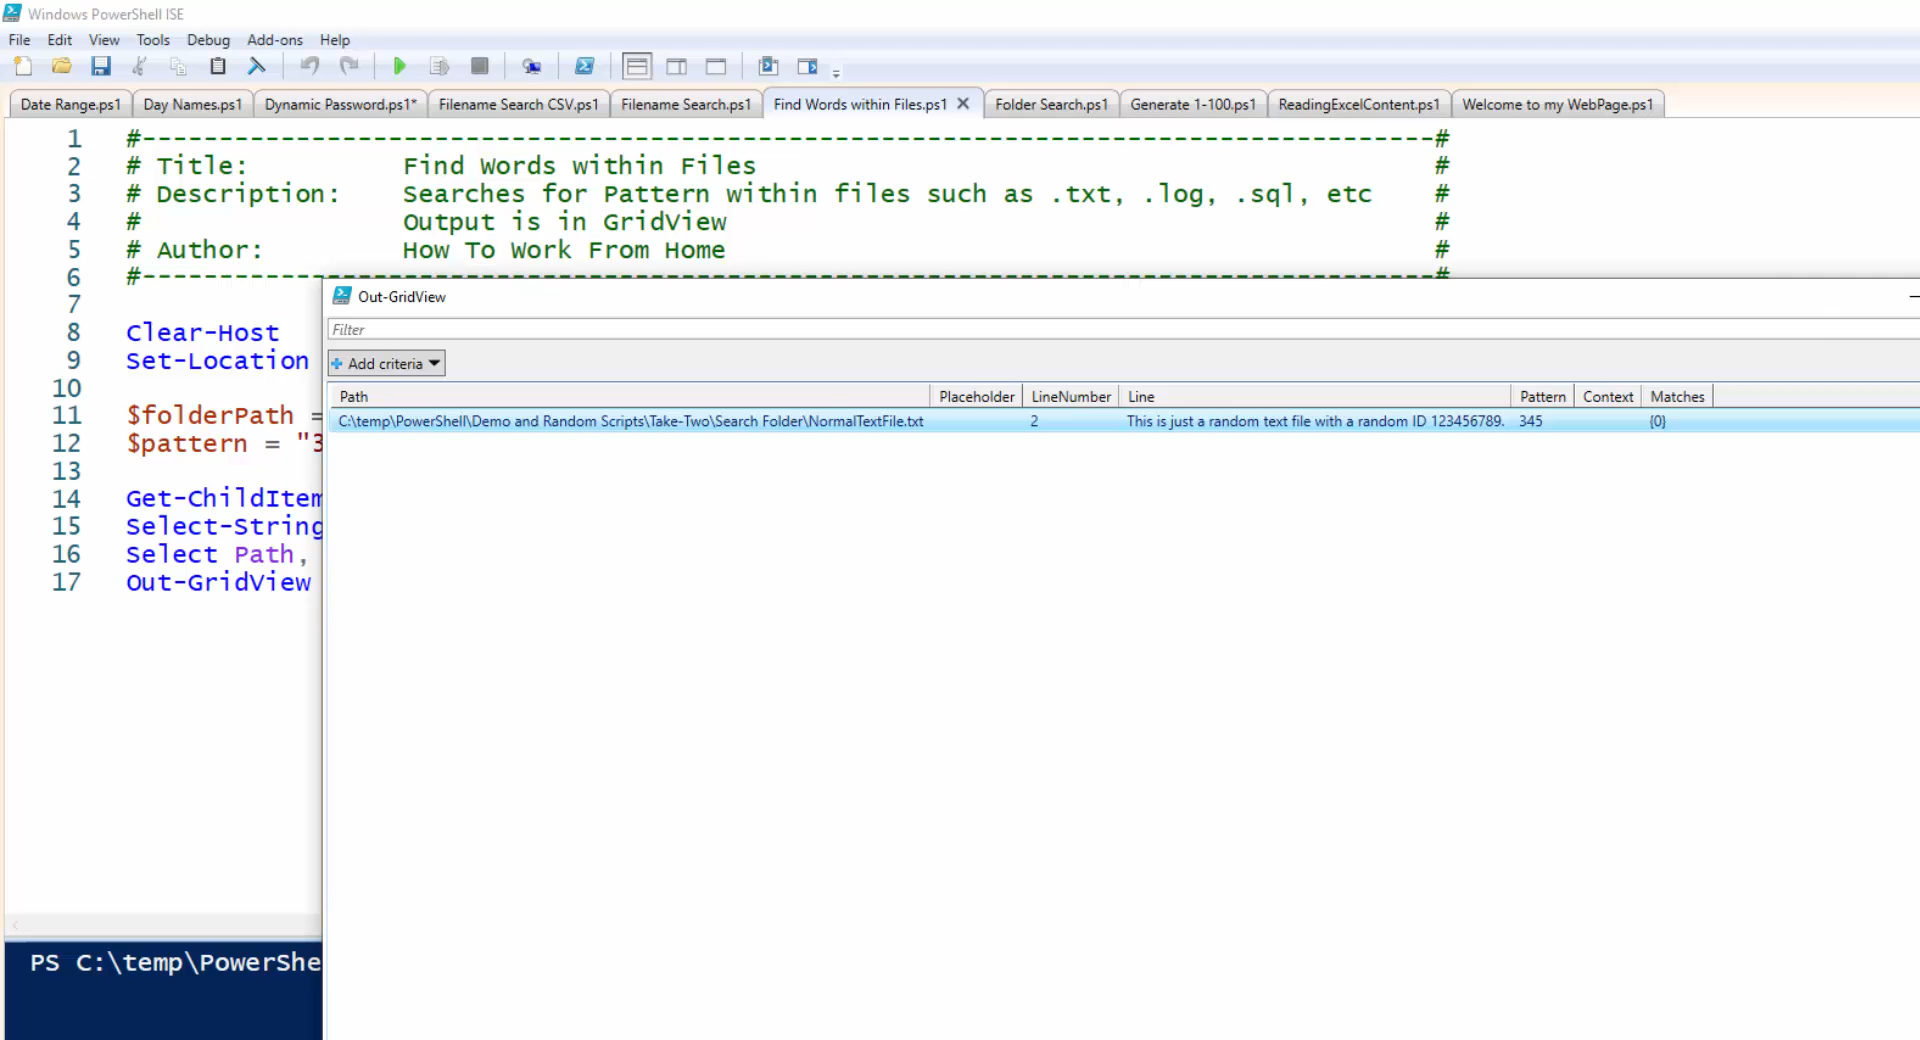 Windows PowerShell ISE
File Edit View Tools Debug Add-ons Help
Date Range.ps1 Day Names.ps1 Dynamic Password.ps1* Filename Search CSV.ps1 Filename Search.ps1 Find Words within Files.ps1 Folder Search.ps1 Generate 1-100.ps1 ReadingExcelContent.ps1 Welcome to my WebPage.ps1
1 #------------------------------------------------------------------------------------#
2 # Title: Find Words within Files #
3 # Description: Searches for Pattern within files such as .txt, .log, .sql, etc #
4 # Output is in GridView #
5 # Author: How To Work From Home #
6 #------------------------------------------------------------------------------------#
7
8 Clear-Host
9 Set-Location
10
11 $folderPath =
12 $pattern = "3
13
14 Get-ChildItem
15 Select-String
16 Select Path,
17 Out-GridView
Out-GridView
Filter
Add criteria
Path Placeholder LineNumber Line Pattern Context Matches
C:\temp\PowerShell\Demo and Random Scripts\Take-Two\Search Folder\NormalTextFile.txt 2 This is just a random text file with a random ID 123456789. 345 {0}
PS C:\temp\PowerShe